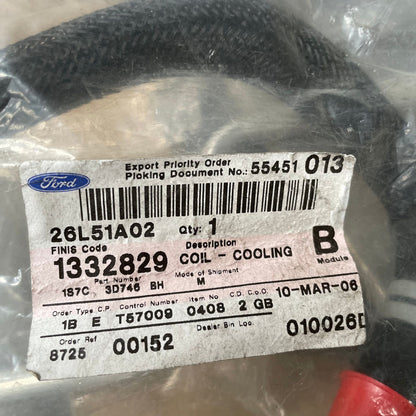 Export Priority Order
Picking Document No.: 55451 013
Ford
26L51A02 Qty: 1
FINIS Code Description
1332829 COIL - COOLING B
Part Number Mode of Shipment Module
1S7C 3D746 BH M
Order Type C.P Control Number Item No C.D. C.o.O. 10-MAR-06
1B E T57009 0408 2 GB
Order Ref Dealer Bin Loc. 010026D
8725 00152